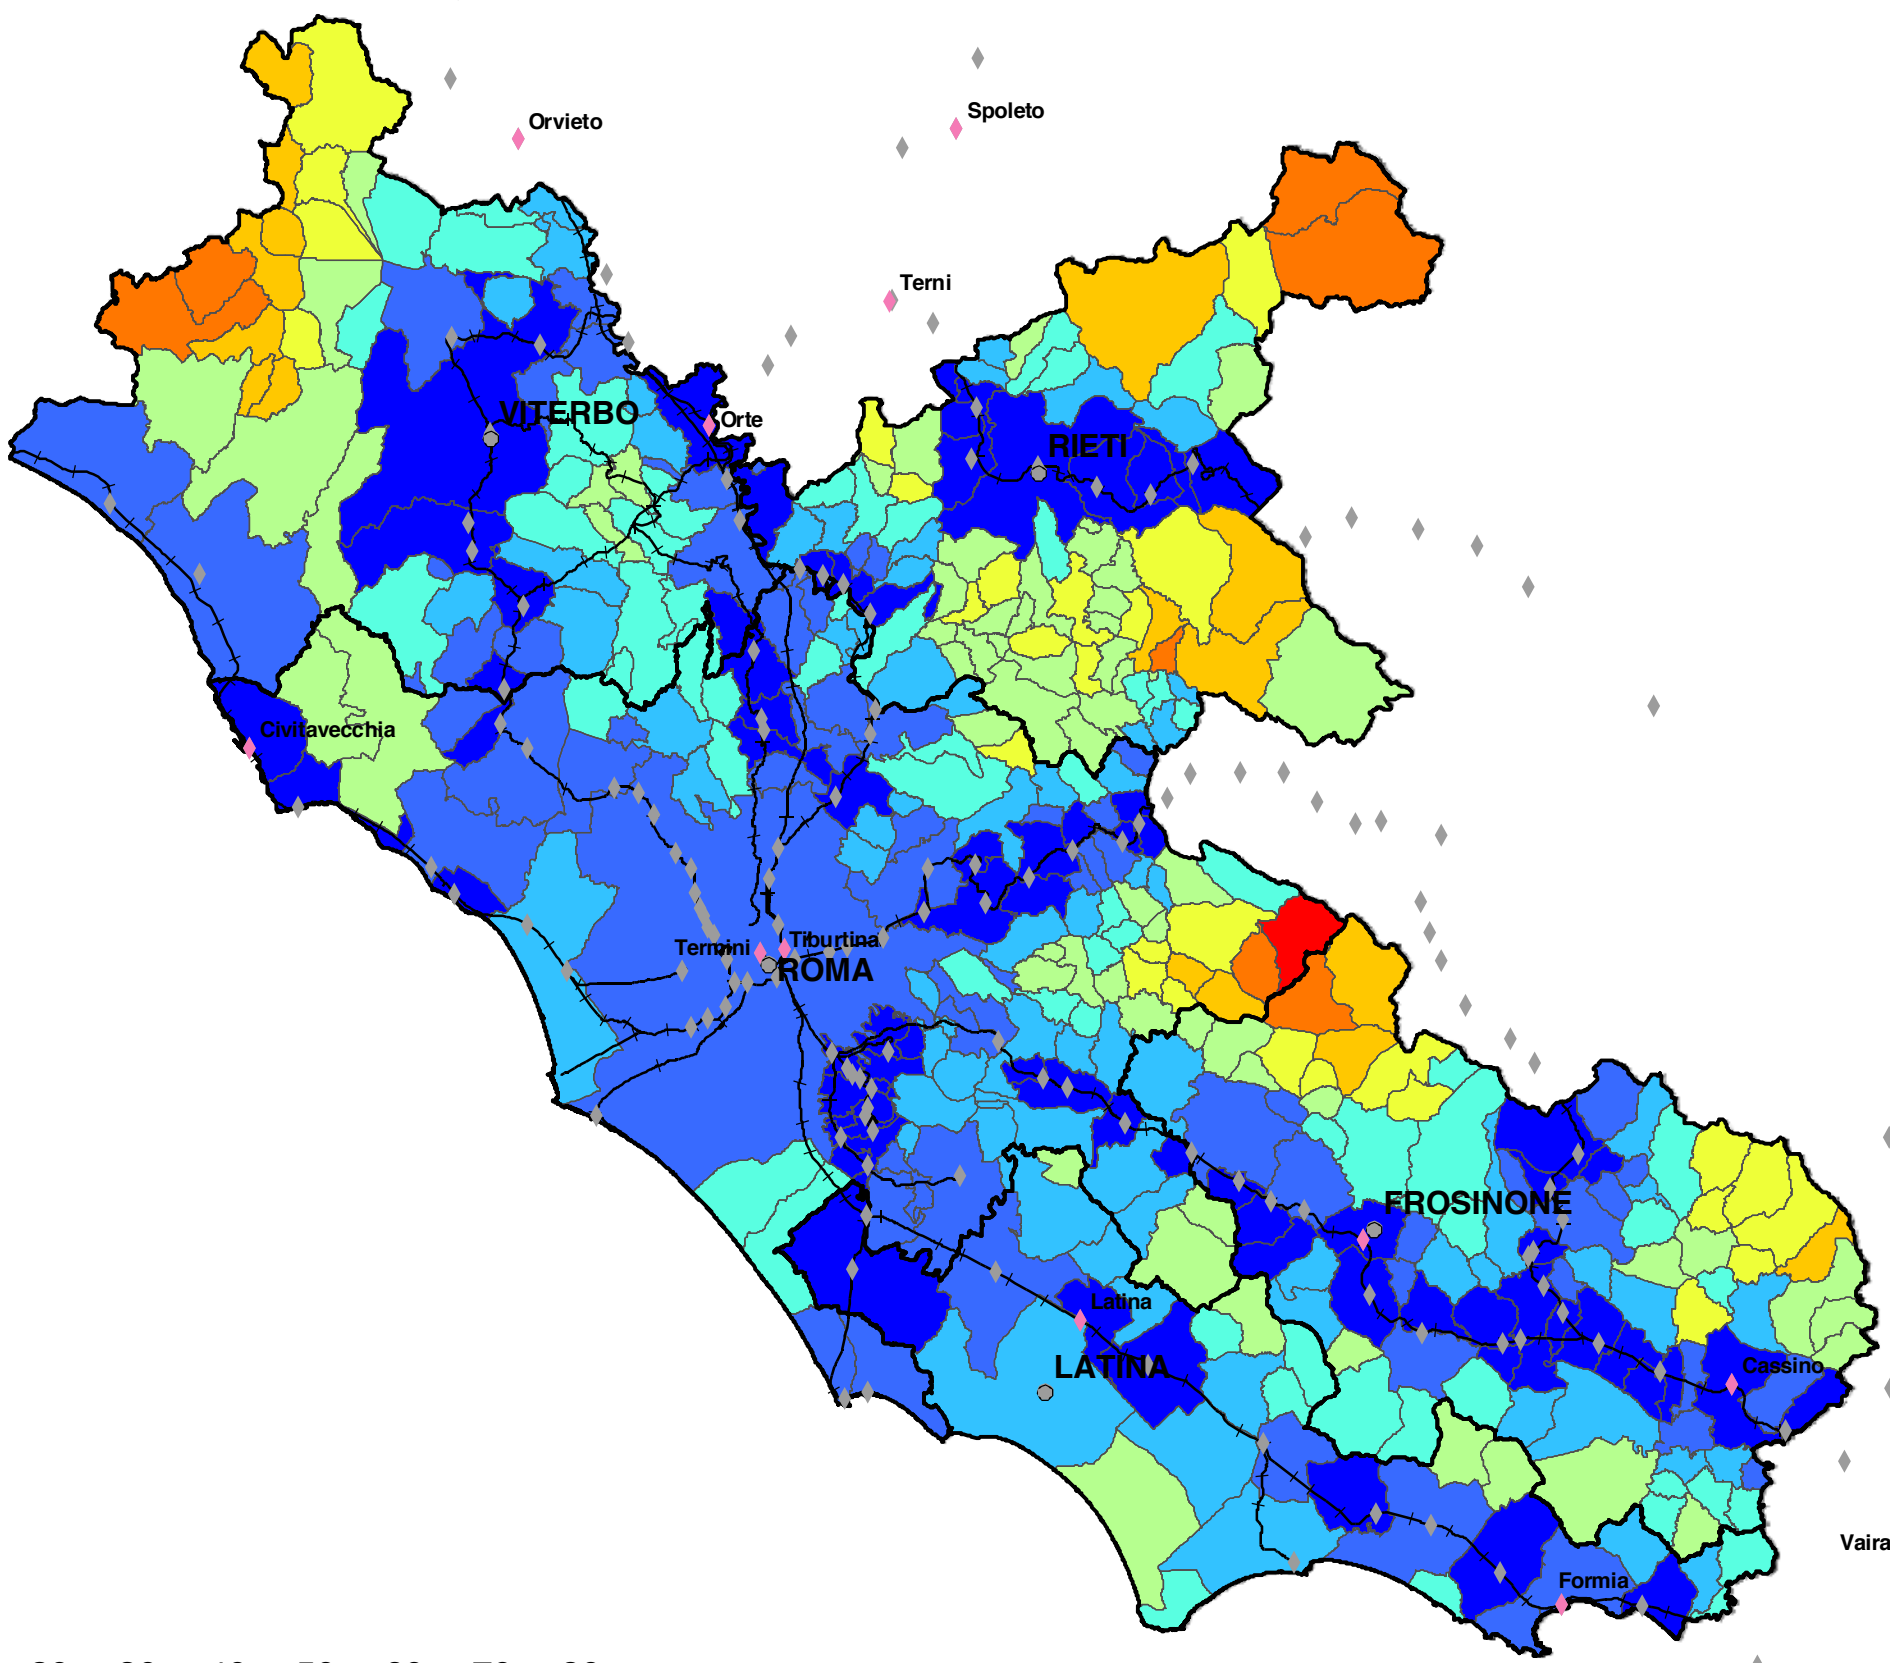 Orvieto
Spoleto
Terni
VITERBO
Orte
RIETI
Civitavecchia
Termini
Tiburtina
ROMA
FROSINONE
Latina
LATINA
Cassino
Vaira
Formia